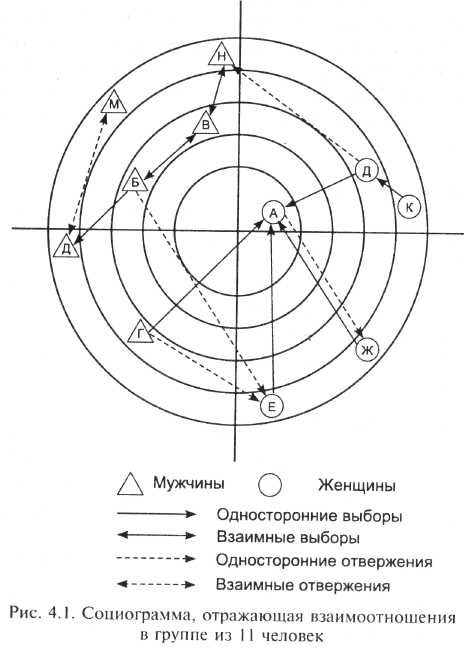 Н
М
В
Б
Д
А
К
Д
Г
Ж
Е
Мужчины
Женщины
Односторонние выборы
Взаимные выборы
Односторонние отвержения
Взаимные отвержения
Рис. 4.1. Социограмма, отражающая взаимоотношения
в группе из 11 человек